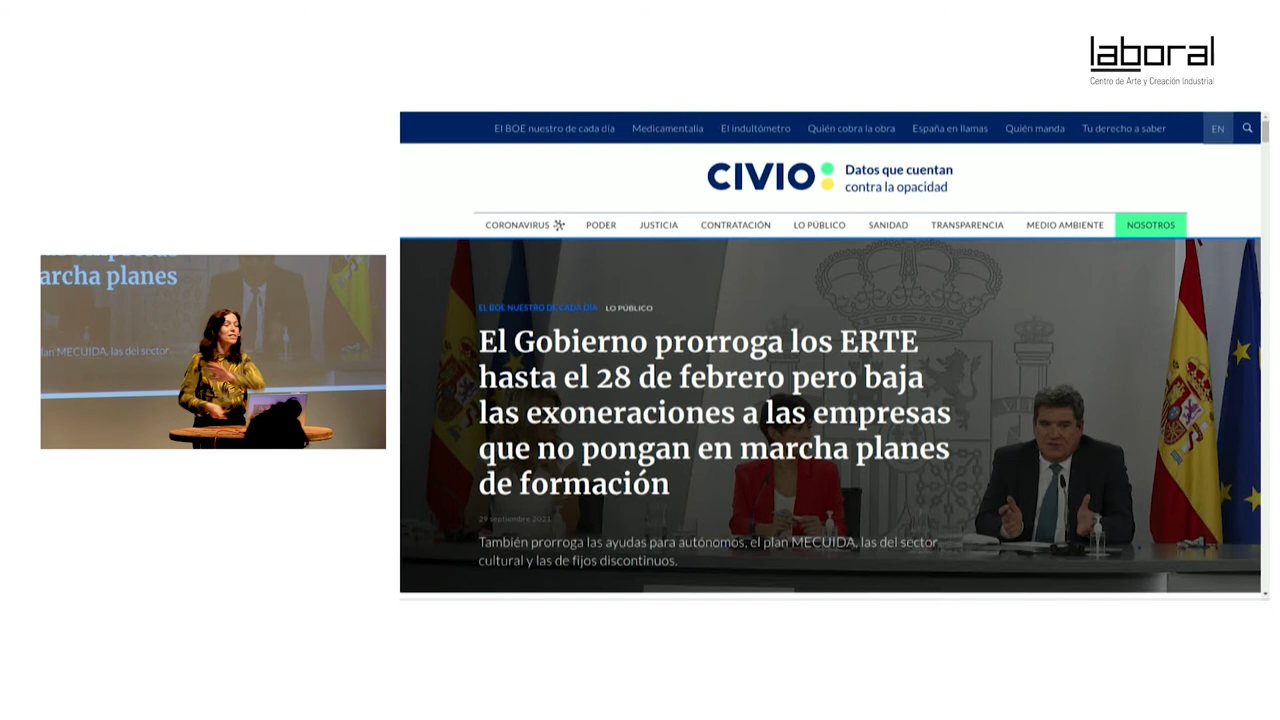 laboral
Centro de Arte y Creación Industrial
El BOE nuestro de cada día Medicamentalia El indultómetro Quién cobra la obra España en llamas Quién manda Tu derecho a saber EN
CIVIO
Datos que cuentan
contra la opacidad
CORONAVIRUS PODER JUSTICIA CONTRATACIÓN LO PÚBLICO SANIDAD TRANSPARENCIA MEDIO AMBIENTE NOSOTROS
EL BOE NUESTRO DE CADA DÍA LO PÚBLICO
El Gobierno prorroga los ERTE
hasta el 28 de febrero pero baja
las exoneraciones a las empresas
que no pongan en marcha planes
de formación
29 septiembre 2021
También prorroga las ayudas para autónomos, el plan MECUIDA, las del sector
cultural y las de fijos discontinuos.
marcha planes
plan MECUIDA, las del sector